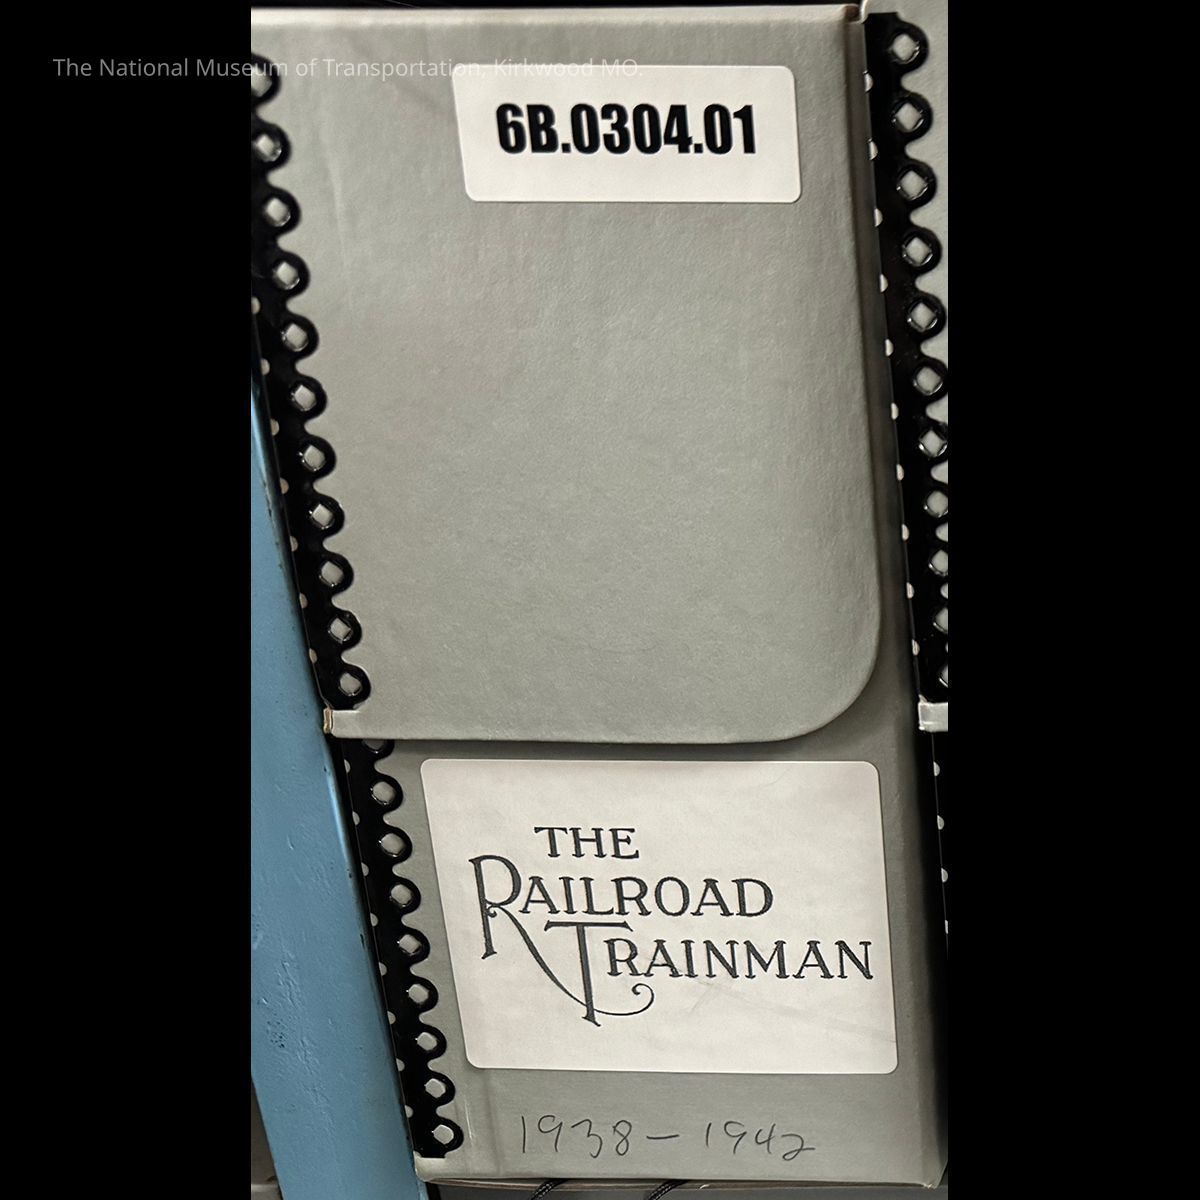 The National Museum of Transportation, Kirkwood MO.
6B.0304.01
THE
RAILROAD
TRAINMAN
1938-1942